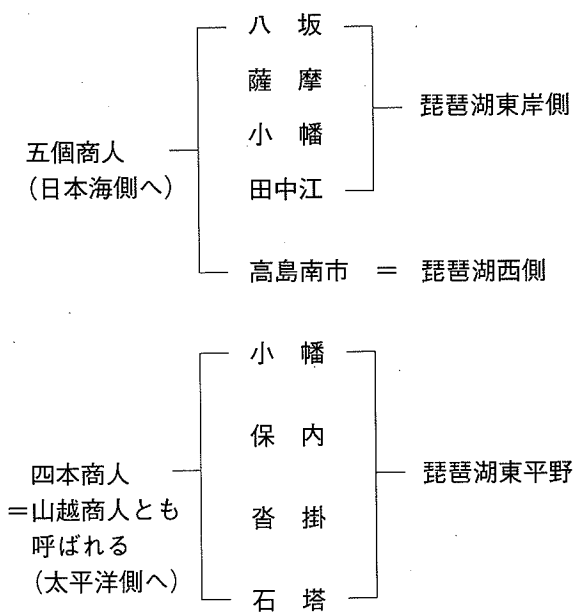 五個商人
(日本海側へ)
八坂
薩摩
小幡
田中江
琵琶湖東岸側
高島南市 = 琵琶湖西側
四本商人
=山越商人とも
呼ばれる
(太平洋側へ)
小幡
保内
沓掛
石塔
琵琶湖東平野